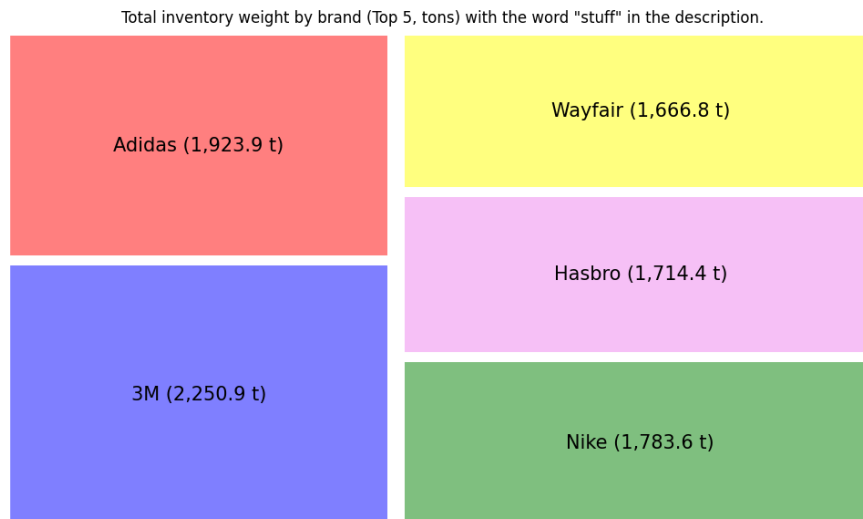 Total inventory weight by brand (Top 5, tons) with the word "stuff" in the description.
Adidas (1,923.9 t)
Wayfair (1,666.8 t)
Hasbro (1,714.4 t)
3M (2,250.9 t)
Nike (1,783.6 t)